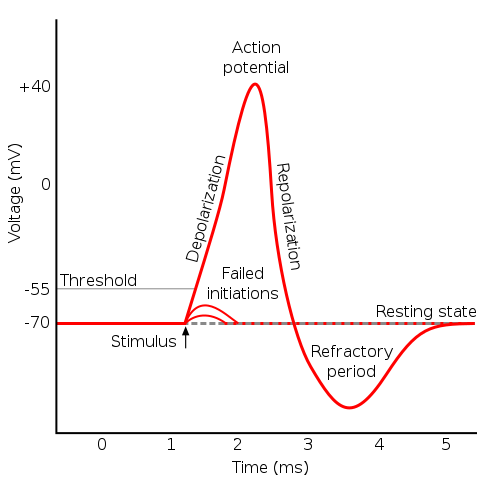 Action
potential
+40
Voltage (mV)
0
Depolarization
Repolarization
Failed
initiations
Threshold
-55
-70
Resting state
Stimulus
Refractory
period
0 1 2 3 4 5
Time (ms)